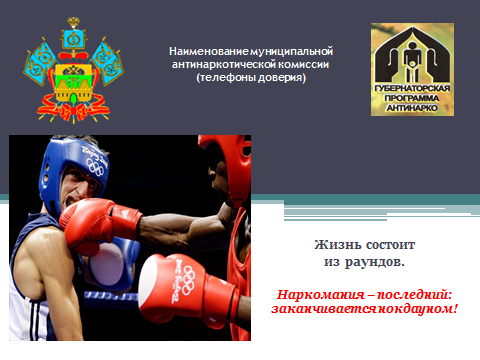 Наименование муниципальной
антинаркотической комиссии
(телефоны доверия)
ГУБЕРНАТОРСКАЯ
ПРОГРАММА
АНТИНАРКО
Жизнь состоит
из раундов.
Наркомания – последний:
заканчивается нокдауном!